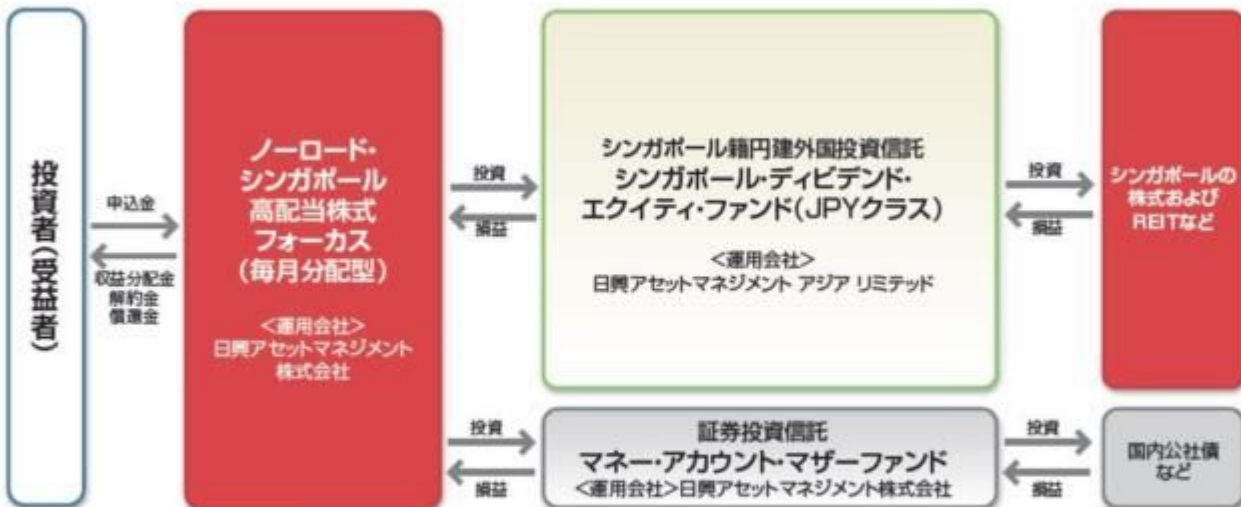 投資者(受益者)
申込金
収益分配金
解約金
償還金
ノーロード・
シンガポール
高配当株式
フォーカス
(毎月分配型)
<運用会社>
日興アセットマネジメント
株式会社
投資
損益
シンガポール籍円建外国投資信託
シンガポール・ディビデンド・
エクイティ・ファンド(JPYクラス)
<運用会社>
日興アセットマネジメント アジア リミテッド
投資
損益
シンガポールの
株式および
REITなど
投資
損益
証券投資信託
マネー・アカウント・マザーファンド
<運用会社>日興アセットマネジメント株式会社
投資
損益
国内公社債
など